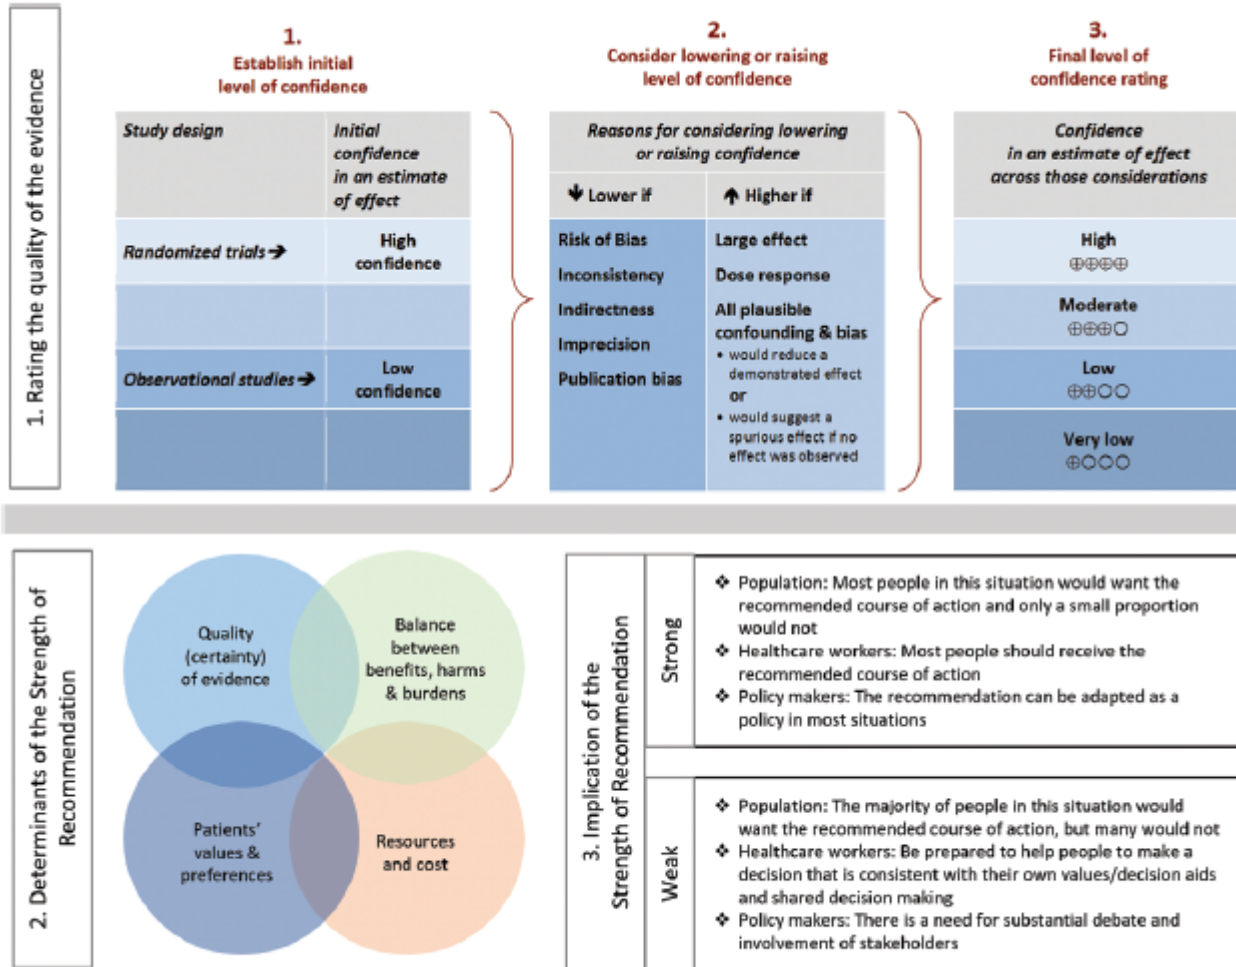 1. Rating the quality of the evidence
1.
Establish initial
level of confidence
Study design
Initial
confidence
in an estimate
of effect
Randomized trials ➔
High
confidence
Observational studies ➔
Low
confidence
2.
Consider lowering or raising
level of confidence
Reasons for considering lowering
or raising confidence
🡻 Lower if
🡹 Higher if
Risk of Bias
Inconsistency
Indirectness
Imprecision
Publication bias
Large effect
Dose response
All plausible
confounding & bias
• would reduce a
demonstrated effect
or
• would suggest a
spurious effect if no
effect was observed
3.
Final level of
confidence rating
Confidence
in an estimate of effect
across those considerations
High
⊕⊕⊕⊕
Moderate
⊕⊕⊕○
Low
⊕⊕○○
Very low
⊕○○○
2. Determinants of the Strength of
Recommendation
Quality
(certainty)
of evidence
Balance
between
benefits, harms
& burdens
Patients'
values &
preferences
Resources
and cost
3. Implication of the
Strength of Recommendation
Strong
❖ Population: Most people in this situation would want the
recommended course of action and only a small proportion
would not
❖ Healthcare workers: Most people should receive the
recommended course of action
❖ Policy makers: The recommendation can be adapted as a
policy in most situations
Weak
❖ Population: The majority of people in this situation would
want the recommended course of action, but many would not
❖ Healthcare workers: Be prepared to help people to make a
decision that is consistent with their own values/decision aids
and shared decision making
❖ Policy makers: There is a need for substantial debate and
involvement of stakeholders